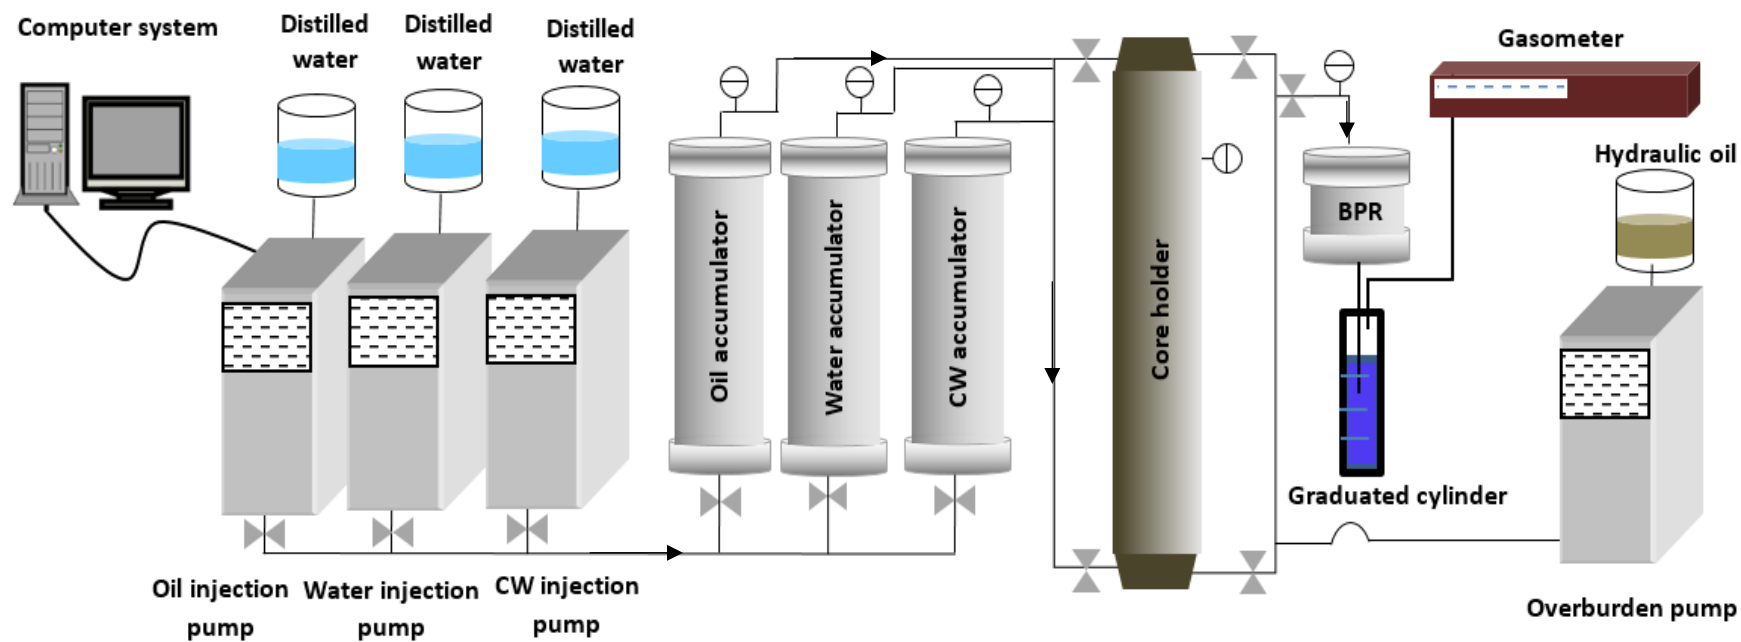 Computer system
Distilled
water
Distilled
water
Distilled
water
Oil accumulator
Water accumulator
CW accumulator
Core holder
Gasometer
Hydraulic oil
BPR
Graduated cylinder
Oil injection
pump
Water injection
pump
CW injection
pump
Overburden pump